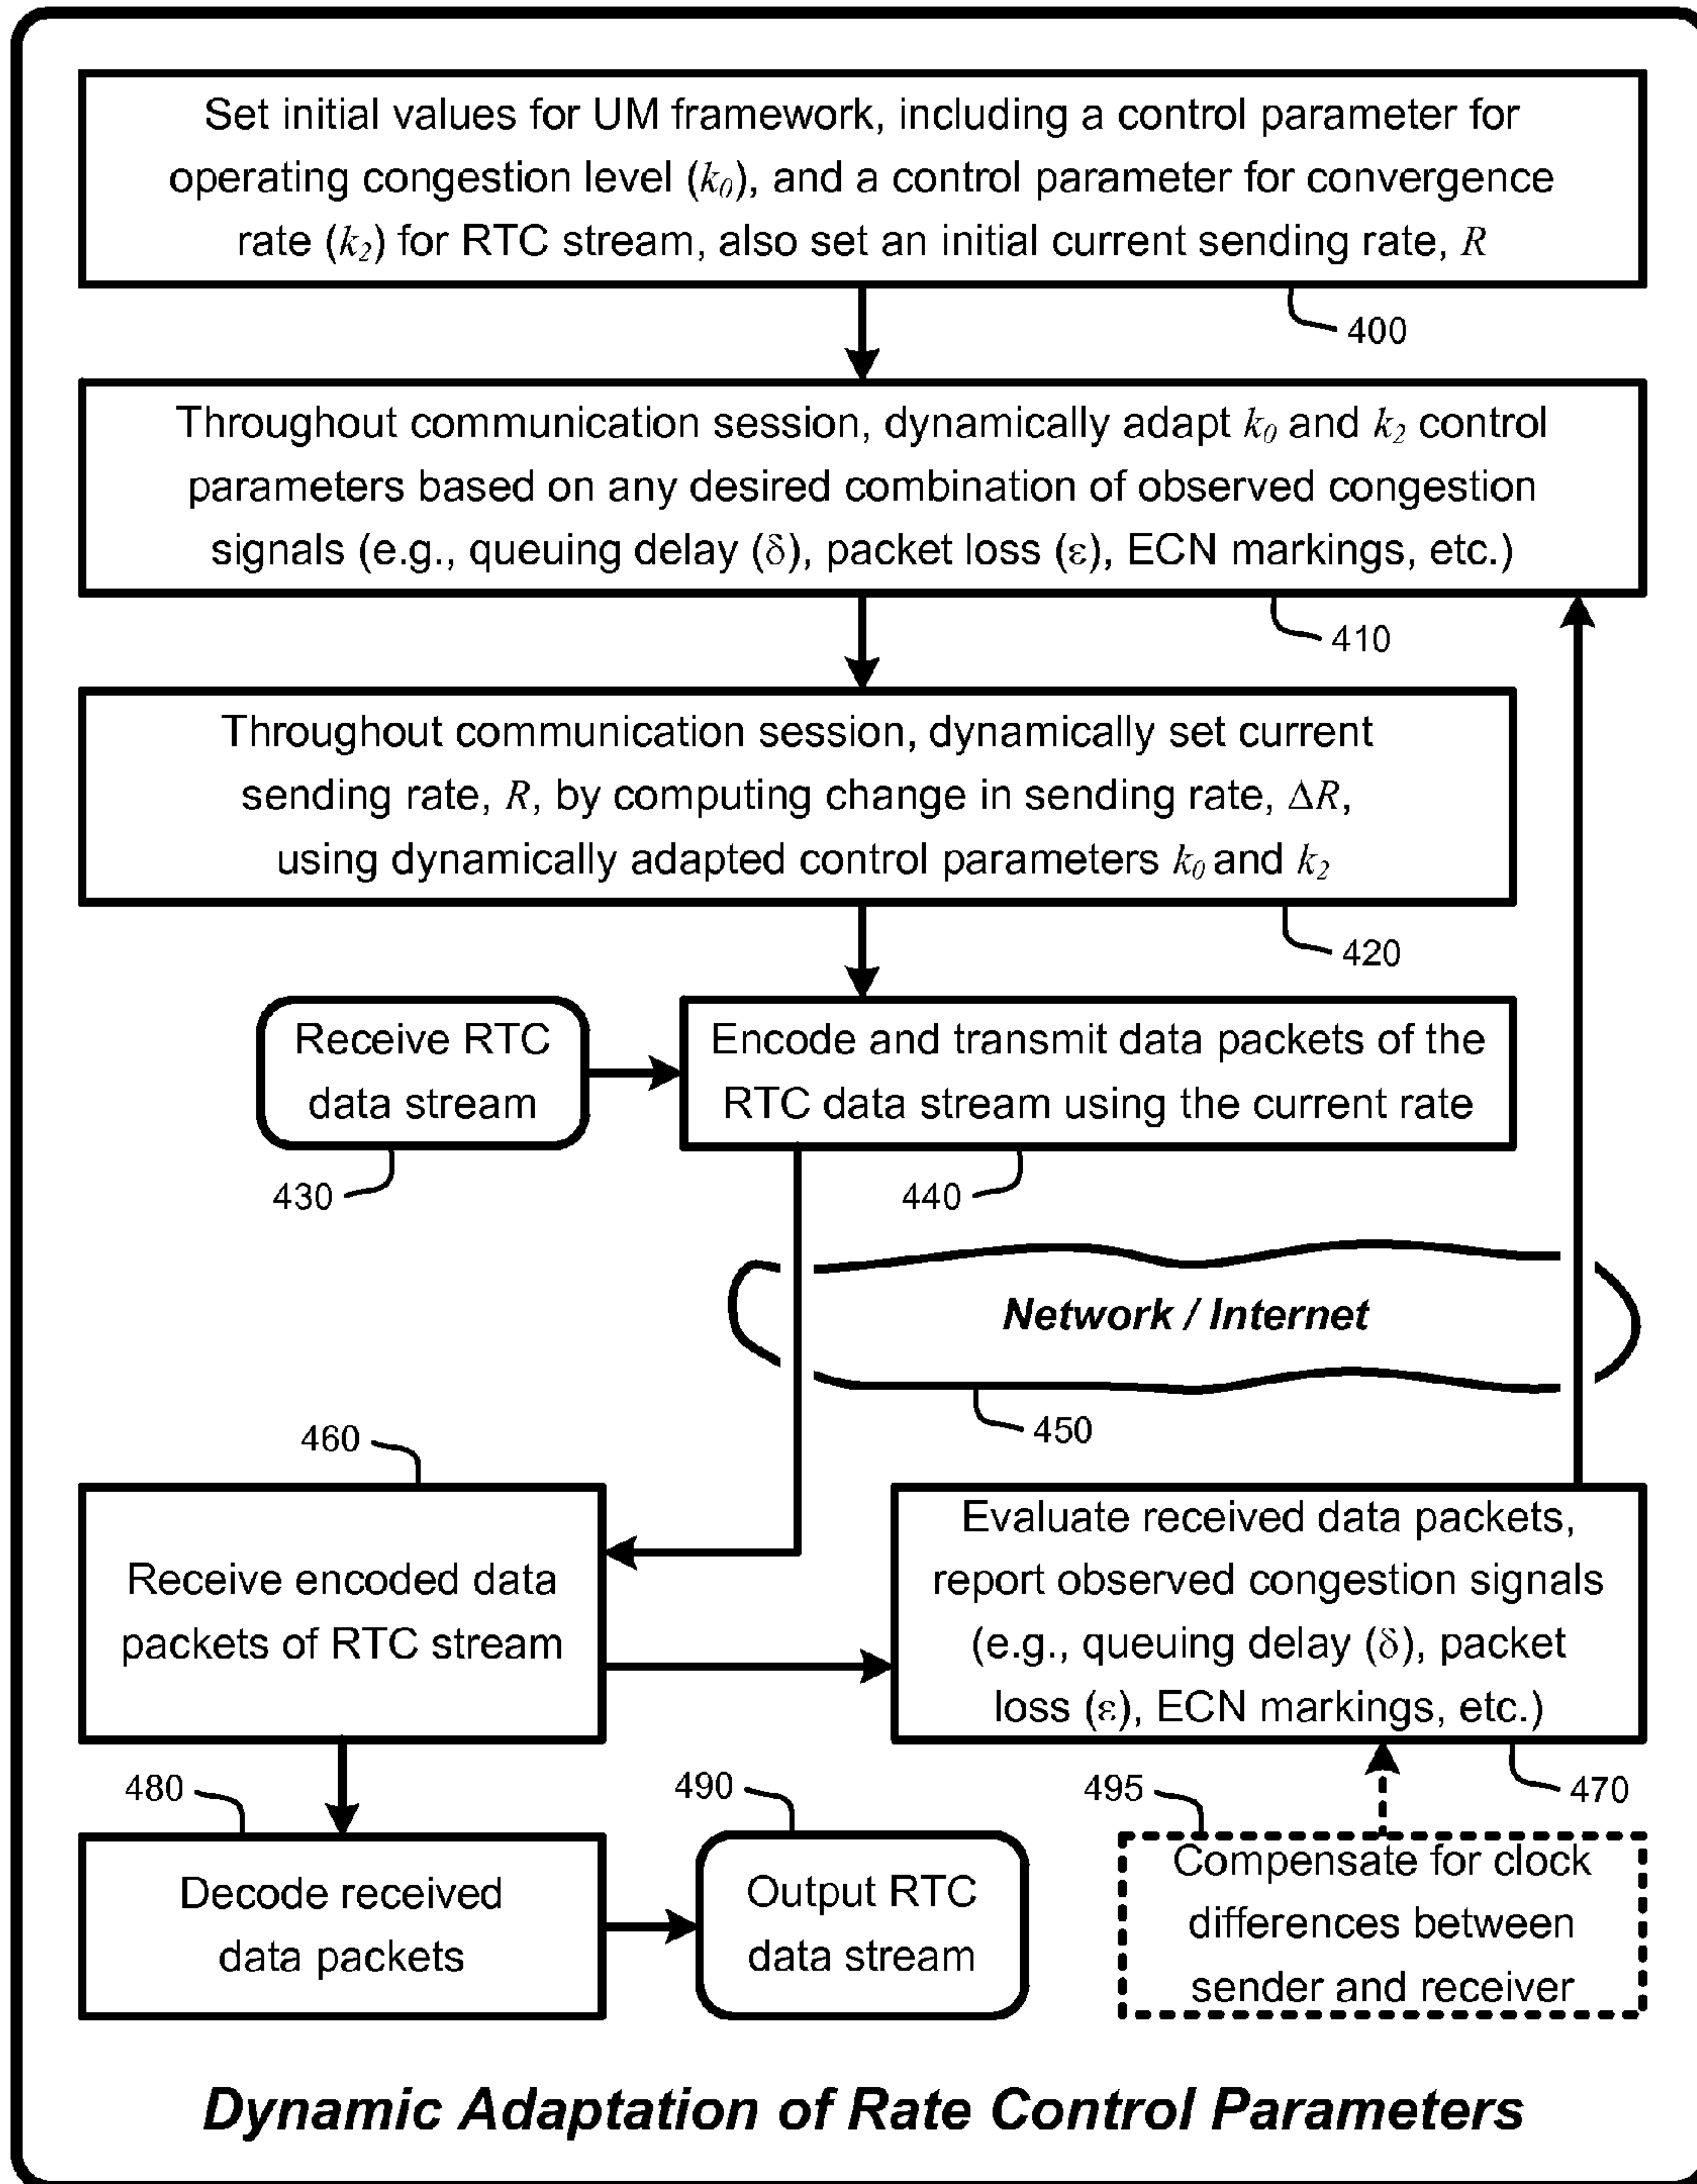 Set initial values for UM framework, including a control parameter for
operating congestion level (k₀), and a control parameter for convergence
rate (k₂) for RTC stream, also set an initial current sending rate, R
400
Throughout communication session, dynamically adapt k₀ and k₂ control
parameters based on any desired combination of observed congestion
signals (e.g., queuing delay (δ), packet loss (ε), ECN markings, etc.)
410
Throughout communication session, dynamically set current
sending rate, R, by computing change in sending rate, ΔR,
using dynamically adapted control parameters k₀ and k₂
420
Receive RTC
data stream
430
Encode and transmit data packets of the
RTC data stream using the current rate
440
Network / Internet
450
460
Receive encoded data
packets of RTC stream
Evaluate received data packets,
report observed congestion signals
(e.g., queuing delay (δ), packet
loss (ε), ECN markings, etc.)
470
480
Decode received
data packets
490
Output RTC
data stream
495
Compensate for clock
differences between
sender and receiver
Dynamic Adaptation of Rate Control Parameters